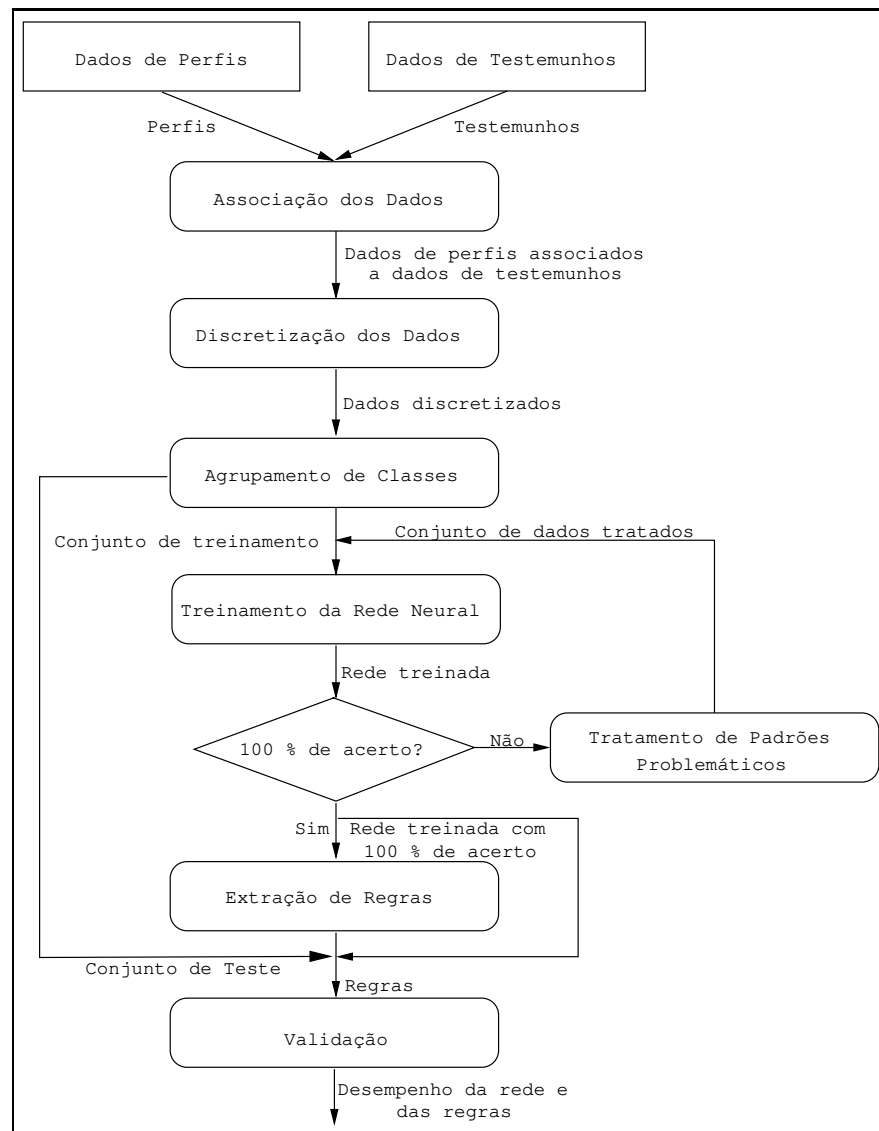 Dados de Perfis
Dados de Testemunhos
Perfis
Testemunhos
Associação dos Dados
Dados de perfis associados
a dados de testemunhos
Discretização dos Dados
Dados discretizados
Agrupamento de Classes
Conjunto de treinamento
Conjunto de dados tratados
Treinamento da Rede Neural
Rede treinada
100 % de acerto?
Não
Tratamento de Padrões
Problemáticos
Sim
Rede treinada com
100 % de acerto
Extração de Regras
Conjunto de Teste
Regras
Validação
Desempenho da rede e
das regras